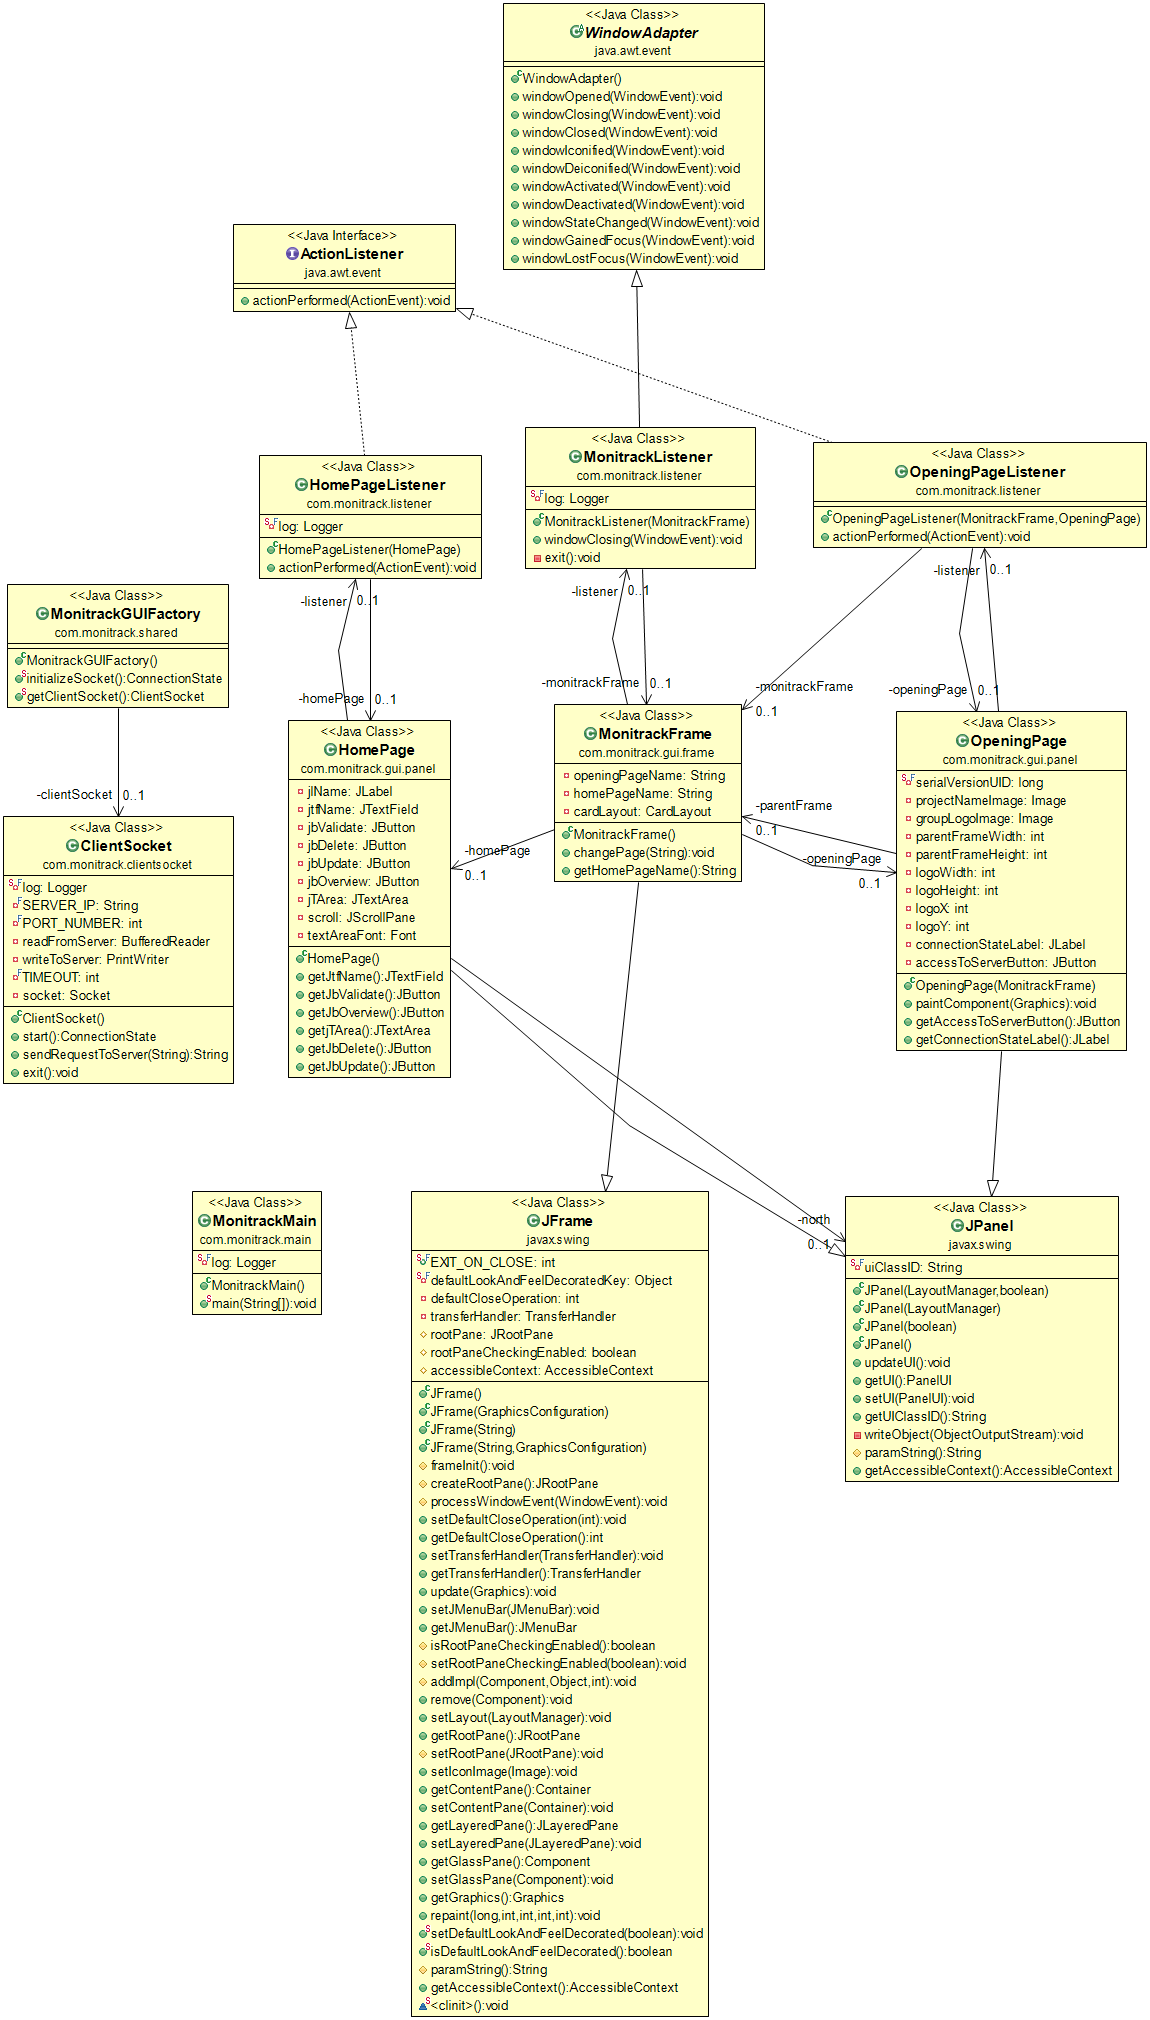 <<Java Class>>
WindowAdapter
java.awt.event
WindowAdapter()
windowOpened(WindowEvent):void
windowClosing(WindowEvent):void
windowClosed(WindowEvent):void
windowIconified(WindowEvent):void
windowDeiconified(WindowEvent):void
windowActivated(WindowEvent):void
windowDeactivated(WindowEvent):void
windowStateChanged(WindowEvent):void
windowGainedFocus(WindowEvent):void
windowLostFocus(WindowEvent):void
<<Java Interface>>
ActionListener
java.awt.event
actionPerformed(ActionEvent):void
<<Java Class>>
HomePageListener
com.monitrack.listener
log: Logger
HomePageListener(HomePage)
actionPerformed(ActionEvent):void
<<Java Class>>
MonitrackListener
com.monitrack.listener
log: Logger
MonitrackListener(MonitrackFrame)
windowClosing(WindowEvent):void
exit():void
<<Java Class>>
OpeningPageListener
com.monitrack.listener
OpeningPageListener(MonitrackFrame,OpeningPage)
actionPerformed(ActionEvent):void
<<Java Class>>
MonitrackGUIFactory
com.monitrack.shared
MonitrackGUIFactory()
initializeSocket():ConnectionState
getClientSocket():ClientSocket
-listener 0..1
-homePage 0..1
-listener 0..1
-monitrackFrame 0..1
-listener 0..1
-monitrackFrame
0..1
-openingPage 0..1
-clientSocket 0..1
<<Java Class>>
ClientSocket
com.monitrack.clientsocket
log: Logger
SERVER_IP: String
PORT_NUMBER: int
readFromServer: BufferedReader
writeToServer: PrintWriter
TIMEOUT: int
socket: Socket
ClientSocket()
start():ConnectionState
sendRequestToServer(String):String
exit():void
<<Java Class>>
HomePage
com.monitrack.gui.panel
jlName: JLabel
jtfName: JTextField
jbValidate: JButton
jbDelete: JButton
jbUpdate: JButton
jbOverview: JButton
jTArea: JTextArea
scroll: JScrollPane
textAreaFont: Font
HomePage()
getJtfName():JTextField
getJbValidate():JButton
getJbOverview():JButton
getjTArea():JTextArea
getJbDelete():JButton
getJbUpdate():JButton
-homePage
0..1
<<Java Class>>
MonitrackFrame
com.monitrack.gui.frame
openingPageName: String
homePageName: String
cardLayout: CardLayout
MonitrackFrame()
changePage(String):void
getHomePageName():String
-parentFrame
0..1
-openingPage
0..1
<<Java Class>>
OpeningPage
com.monitrack.gui.panel
serialVersionUID: long
projectNameImage: Image
groupLogoImage: Image
parentFrameWidth: int
parentFrameHeight: int
logoWidth: int
logoHeight: int
logoX: int
logoY: int
connectionStateLabel: JLabel
accessToServerButton: JButton
OpeningPage(MonitrackFrame)
paintComponent(Graphics):void
getAccessToServerButton():JButton
getConnectionStateLabel():JLabel
<<Java Class>>
MonitrackMain
com.monitrack.main
log: Logger
MonitrackMain()
main(String[]):void
<<Java Class>>
JFrame
javax.swing
EXIT_ON_CLOSE: int
defaultLookAndFeelDecoratedKey: Object
defaultCloseOperation: int
transferHandler: TransferHandler
rootPane: JRootPane
rootPaneCheckingEnabled: boolean
accessibleContext: AccessibleContext
JFrame()
JFrame(GraphicsConfiguration)
JFrame(String)
JFrame(String,GraphicsConfiguration)
frameInit():void
createRootPane():JRootPane
processWindowEvent(WindowEvent):void
setDefaultCloseOperation(int):void
getDefaultCloseOperation():int
setTransferHandler(TransferHandler):void
getTransferHandler():TransferHandler
update(Graphics):void
setJMenuBar(JMenuBar):void
getJMenuBar():JMenuBar
isRootPaneCheckingEnabled():boolean
setRootPaneCheckingEnabled(boolean):void
addImpl(Component,Object,int):void
remove(Component):void
setLayout(LayoutManager):void
getRootPane():JRootPane
setRootPane(JRootPane):void
setIconImage(Image):void
getContentPane():Container
setContentPane(Container):void
getLayeredPane():JLayeredPane
setLayeredPane(JLayeredPane):void
getGlassPane():Component
setGlassPane(Component):void
getGraphics():Graphics
repaint(long,int,int,int,int):void
setDefaultLookAndFeelDecorated(boolean):void
isDefaultLookAndFeelDecorated():boolean
paramString():String
getAccessibleContext():AccessibleContext
<clinit>():void
-north
0..1
<<Java Class>>
JPanel
javax.swing
uiClassID: String
JPanel(LayoutManager,boolean)
JPanel(LayoutManager)
JPanel(boolean)
JPanel()
updateUI():void
getUI():PanelUI
setUI(PanelUI):void
getUIClassID():String
writeObject(ObjectOutputStream):void
paramString():String
getAccessibleContext():AccessibleContext